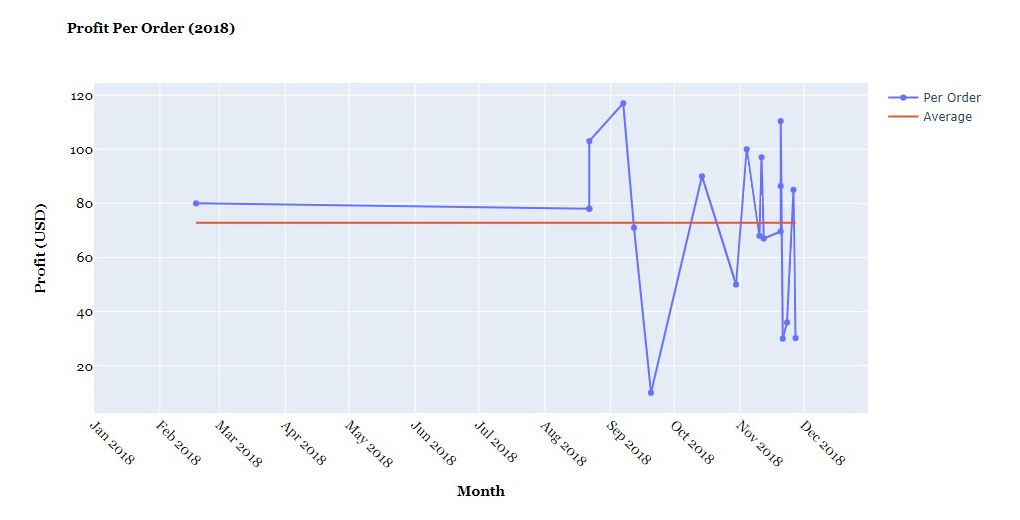 Profit Per Order (2018)
Per Order
Average
Profit (USD)
120
100
80
60
40
20
Jan 2018
Feb 2018
Mar 2018
Apr 2018
May 2018
Jun 2018
Jul 2018
Aug 2018
Sep 2018
Oct 2018
Nov 2018
Dec 2018
Month